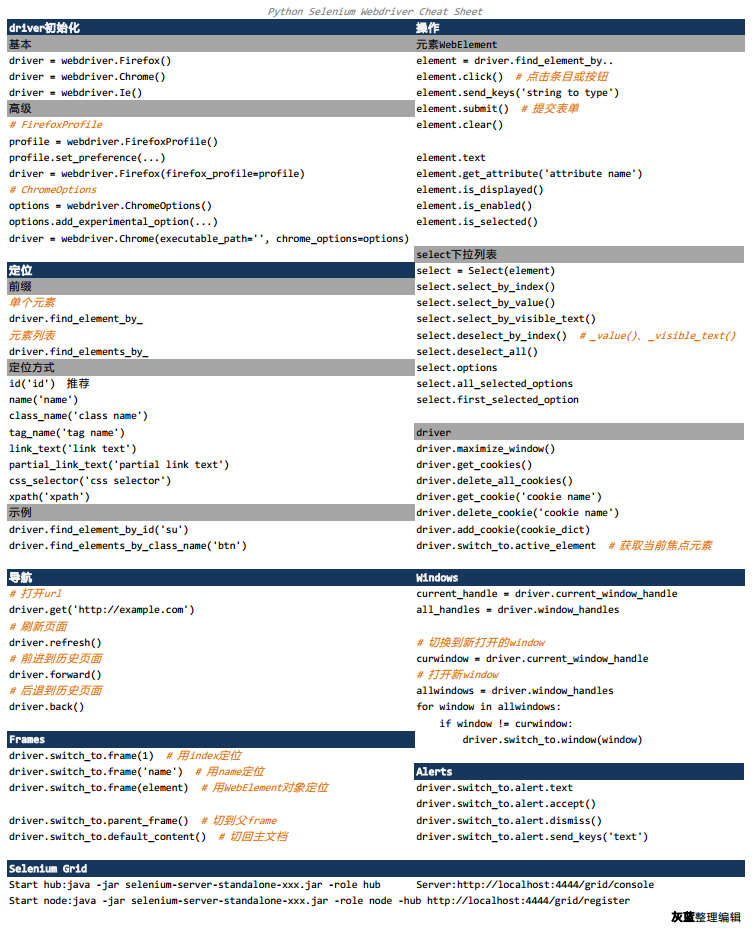 Python Selenium Webdriver Cheat Sheet
driver初始化
基本
driver = webdriver.Firefox()
driver = webdriver.Chrome()
driver = webdriver.Ie()
高级
# FirefoxProfile
profile = webdriver.FirefoxProfile()
profile.set_preference(...)
driver = webdriver.Firefox(firefox_profile=profile)
# ChromeOptions
options = webdriver.ChromeOptions()
options.add_experimental_option(...)
driver = webdriver.Chrome(executable_path='', chrome_options=options)
定位
前缀
单个元素
driver.find_element_by_
元素列表
driver.find_elements_by_
定位方式
id('id') 推荐
name('name')
class_name('class name')
tag_name('tag name')
link_text('link text')
partial_link_text('partial link text')
css_selector('css selector')
xpath('xpath')
示例
driver.find_element_by_id('su')
driver.find_elements_by_class_name('btn')
导航
# 打开url
driver.get('http://example.com')
# 刷新页面
driver.refresh()
# 前进到历史页面
driver.forward()
# 后退到历史页面
driver.back()
Frames
driver.switch_to.frame(1) # 用index定位
driver.switch_to.frame('name') # 用name定位
driver.switch_to.frame(element) # 用WebElement对象定位
driver.switch_to.parent_frame() # 切到父frame
driver.switch_to.default_content() # 切回主文档
操作
元素WebElement
element = driver.find_element_by..
element.click() # 点击条目或按钮
element.send_keys('string to type')
element.submit() # 提交表单
element.clear()
element.text
element.get_attribute('attribute name')
element.is_displayed()
element.is_enabled()
element.is_selected()
select下拉列表
select = Select(element)
select.select_by_index()
select.select_by_value()
select.select_by_visible_text()
select.deselect_by_index() # _value()、_visible_text()
select.deselect_all()
select.options
select.all_selected_options
select.first_selected_option
driver
driver.maximize_window()
driver.get_cookies()
driver.delete_all_cookies()
driver.get_cookie('cookie name')
driver.delete_cookie('cookie name')
driver.add_cookie(cookie_dict)
driver.switch_to.active_element # 获取当前焦点元素
Windows
current_handle = driver.current_window_handle
all_handles = driver.window_handles
# 切换到新打开的window
curwindow = driver.current_window_handle
# 打开新window
allwindows = driver.window_handles
for window in allwindows:
if window != curwindow:
driver.switch_to.window(window)
Alerts
driver.switch_to.alert.text
driver.switch_to.alert.accept()
driver.switch_to.alert.dismiss()
driver.switch_to.alert.send_keys('text')
Selenium Grid
Start hub:java -jar selenium-server-standalone-xxx.jar -role hub Server:http://localhost:4444/grid/console
Start node:java -jar selenium-server-standalone-xxx.jar -role node -hub http://localhost:4444/grid/register
灰蓝整理编辑